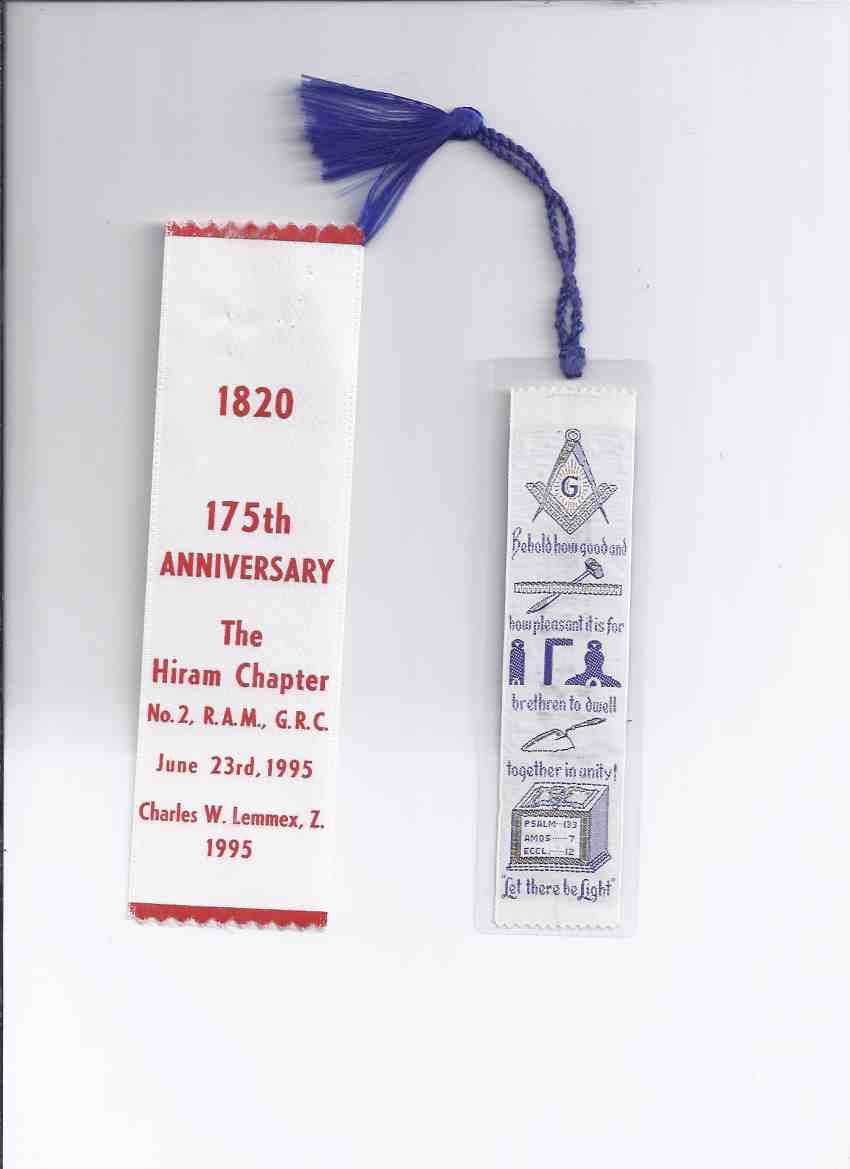 1820
175th
ANNIVERSARY
The
Hiram Chapter
No. 2, R.A.M., G.R.C.
June 23rd, 1995
Charles W. Lemmex, Z.
1995
G
Behold how good and
how pleasant it is for
brethren to dwell
together in unity!
PSALM--133
AMOS----7
ECCL.---12
"Let there be Light"